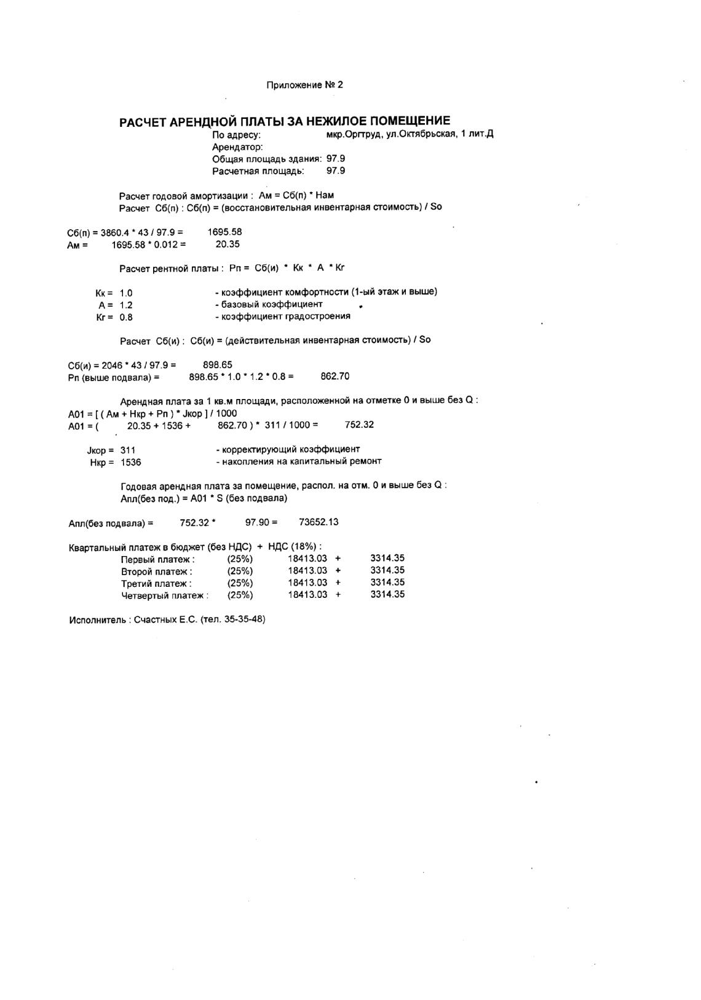 Приложение № 2
РАСЧЕТ АРЕНДНОЙ ПЛАТЫ ЗА НЕЖИЛОЕ ПОМЕЩЕНИЕ
По адресу: мкр.Оргтруд, ул.Октябрьская, 1 лит.Д
Арендатор:
Общая площадь здания: 97.9
Расчетная площадь: 97.9
Расчет годовой амортизации : Ам = Сб(п) * Нам
Расчет Сб(п) : Сб(п) = (восстановительная инвентарная стоимость) / So
Сб(п) = 3860.4 * 43 / 97.9 = 1695.58
Ам = 1695.58 * 0.012 = 20.35
Расчет рентной платы : Рп = Сб(и) * Кк * А * Кг
Кк = 1.0 - коэффициент комфортности (1-ый этаж и выше)
А = 1.2 - базовый коэффициент
Кг = 0.8 - коэффициент градостроения
Расчет Сб(и) : Сб(и) = (действительная инвентарная стоимость) / So
Сб(и) = 2046 * 43 / 97.9 = 898.65
Рп (выше подвала) = 898.65 * 1.0 * 1.2 * 0.8 = 862.70
Арендная плата за 1 кв.м площади, расположенной на отметке 0 и выше без Q :
А01 = [ ( Ам + Нкр + Рп ) * Jкор ] / 1000
А01 = ( 20.35 + 1536 + 862.70 ) * 311 / 1000 = 752.32
Jкор = 311 - корректирующий коэффициент
Нкр = 1536 - накопления на капитальный ремонт
Годовая арендная плата за помещение, распол. на отм. 0 и выше без Q :
Апл(без под.) = А01 * S (без подвала)
Апл(без подвала) = 752.32 * 97.90 = 73652.13
Квартальный платеж в бюджет (без НДС) + НДС (18%) :
Первый платеж : (25%) 18413.03 + 3314.35
Второй платеж : (25%) 18413.03 + 3314.35
Третий платеж : (25%) 18413.03 + 3314.35
Четвертый платеж : (25%) 18413.03 + 3314.35
Исполнитель : Счастных Е.С. (тел. 35-35-48)